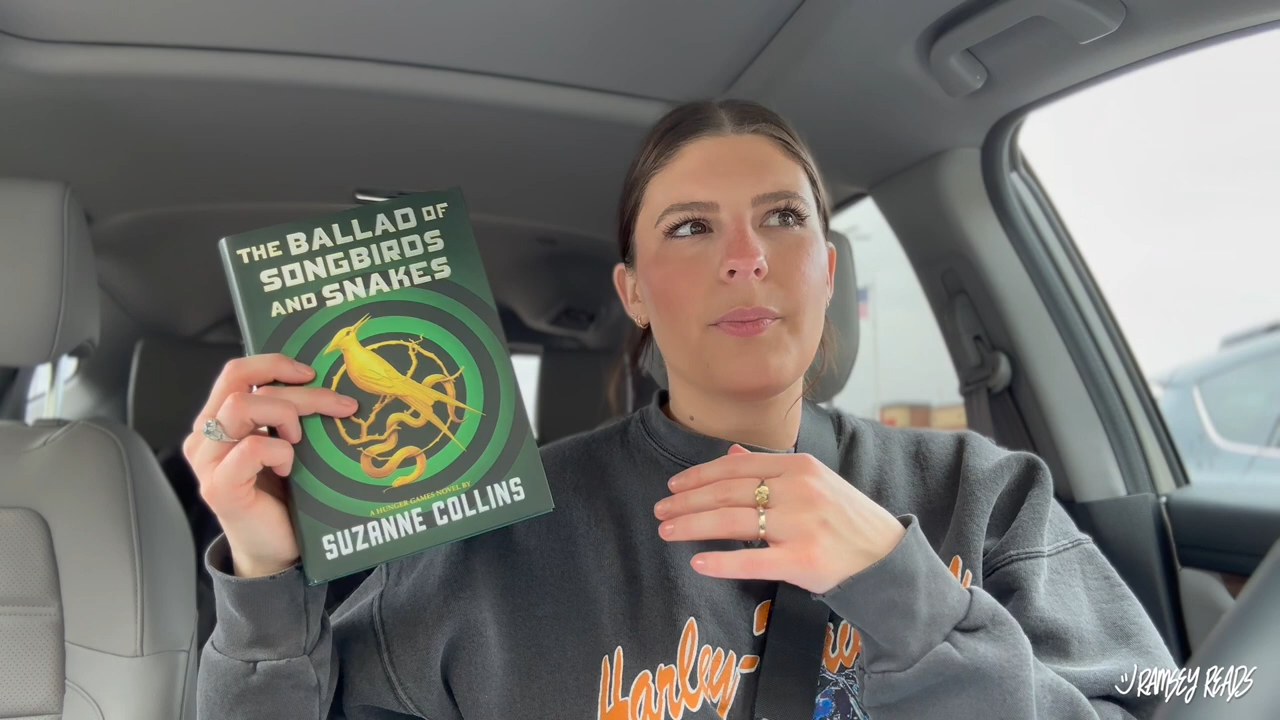 THE BALLAD OF
SONGBIRDS
AND SNAKES
A HUNGER GAMES NOVEL BY
SUZANNE COLLINS
Harley-
J RAMSEY READS